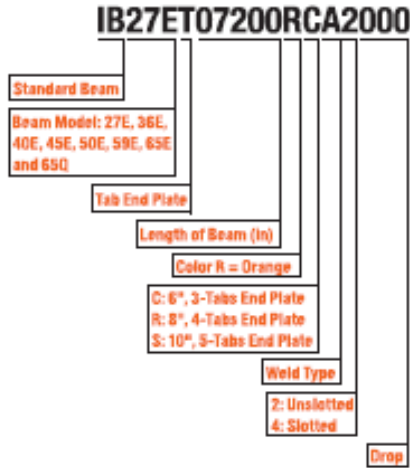 IB27ET07200RCA2000
Standard Beam
Beam Model: 27E, 36E,
40E, 45E, 50E, 59E, 65E
and 65Q
Tab End Plate
Length of Beam (in)
Color R = Orange
C: 6", 3-Tabs End Plate
R: 8", 4-Tabs End Plate
S: 10", 5-Tabs End Plate
Weld Type
2: Unslotted
4: Slotted
Drop